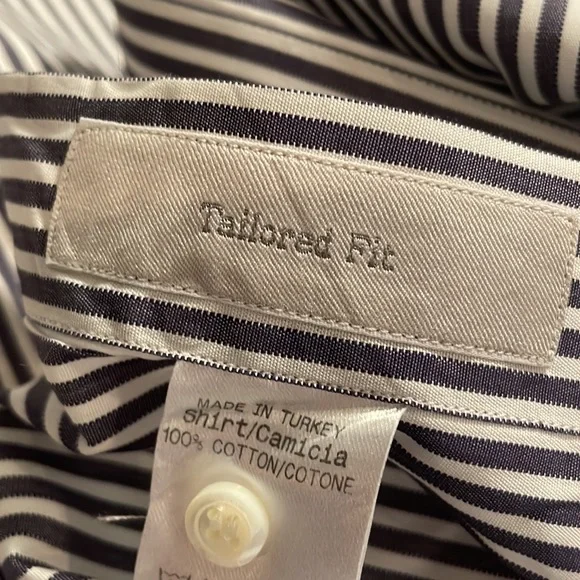 Tailored Fit
MADE IN TURKEY
shirt/Camicia
100% COTTON/COTONE